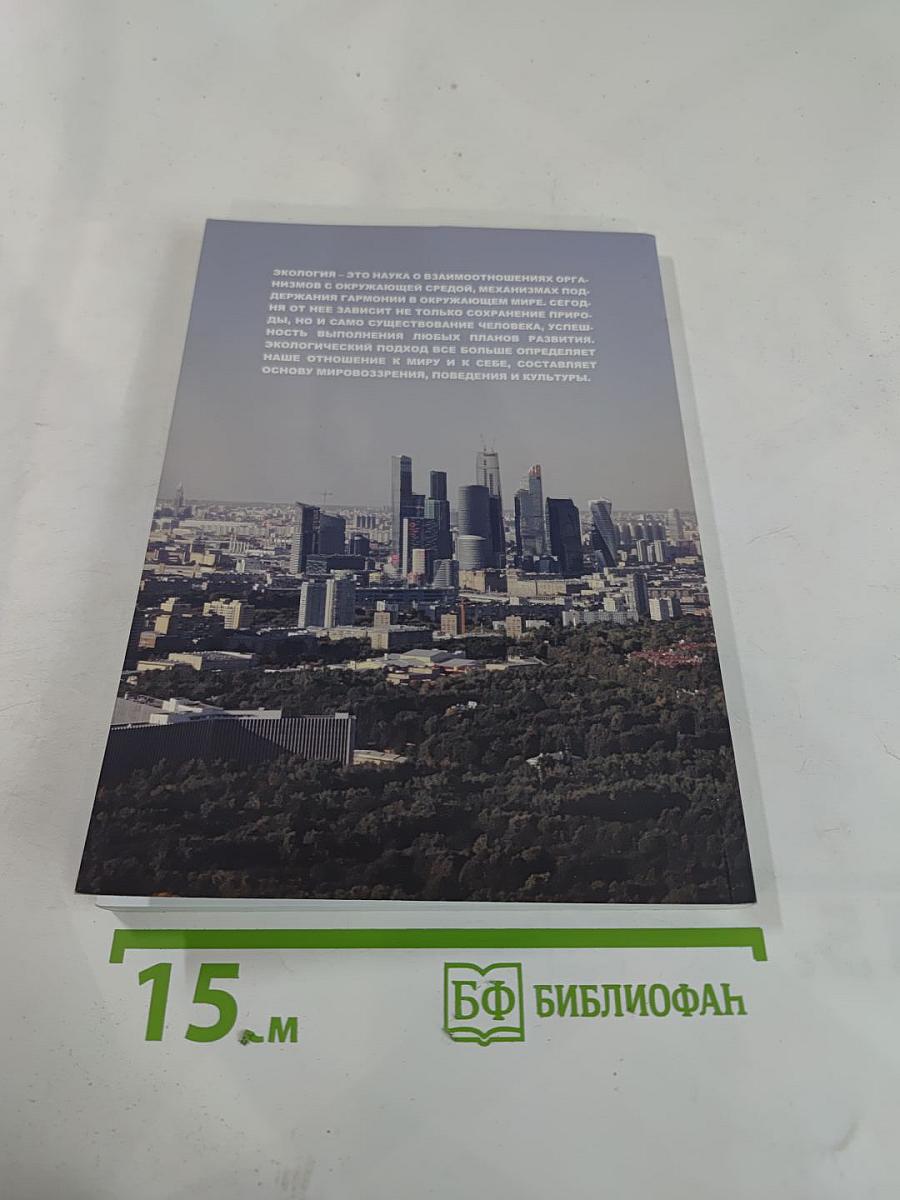 ЭКОЛОГИЯ – ЭТО НАУКА О ВЗАИМООТНОШЕНИЯХ ОРГА-
НИЗМОВ С ОКРУЖАЮЩЕЙ СРЕДОЙ, МЕХАНИЗМАХ ПОД-
ДЕРЖАНИЯ ГАРМОНИИ В ОКРУЖАЮЩЕМ МИРЕ. СЕГОД-
НЯ ОТ НЕЕ ЗАВИСИТ НЕ ТОЛЬКО СОХРАНЕНИЕ ПРИРО-
ДЫ, НО И САМО СУЩЕСТВОВАНИЕ ЧЕЛОВЕКА, УСПЕШ-
НОСТЬ ВЫПОЛНЕНИЯ ЛЮБЫХ ПЛАНОВ РАЗВИТИЯ.
ЭКОЛОГИЧЕСКИЙ ПОДХОД ВСЕ БОЛЬШЕ ОПРЕДЕЛЯЕТ
НАШЕ ОТНОШЕНИЕ К МИРУ И К СЕБЕ, СОСТАВЛЯЕТ
ОСНОВУ МИРОВОЗЗРЕНИЯ, ПОВЕДЕНИЯ И КУЛЬТУРЫ.
15 см
БФ БИБЛИОФАН